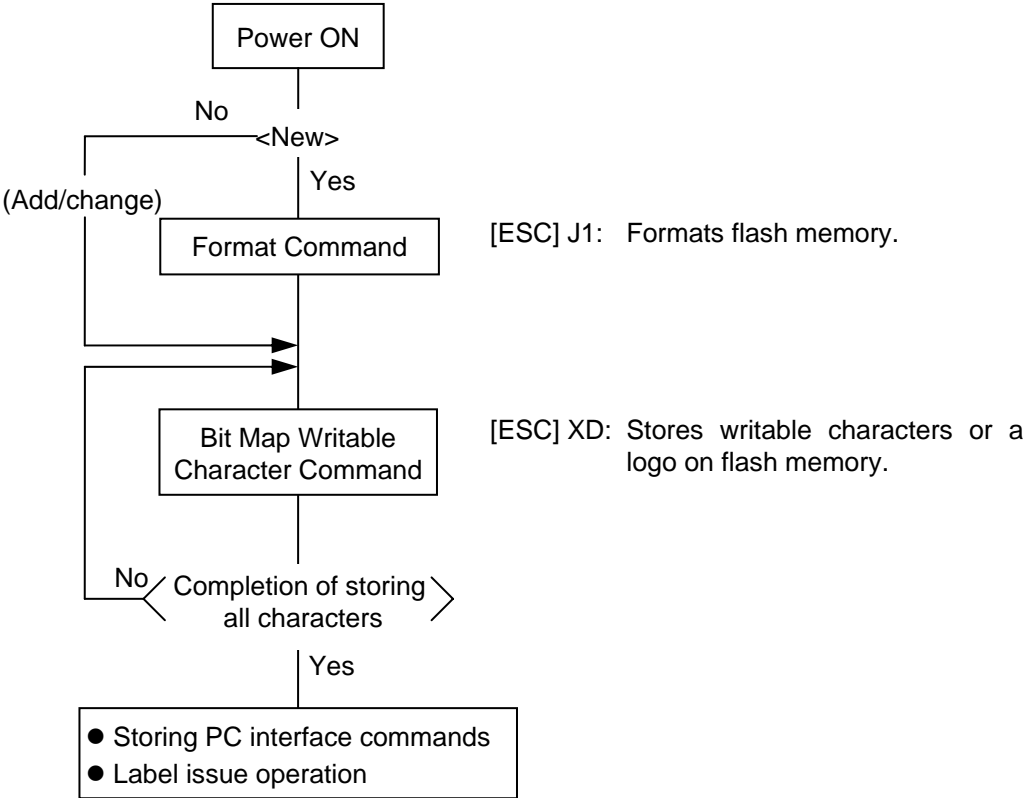 Power ON
No
<New>
Yes
(Add/change)
Format Command
[ESC] J1: Formats flash memory.
Bit Map Writable
Character Command
[ESC] XD: Stores writable characters or a
logo on flash memory.
No
Completion of storing
all characters
Yes
● Storing PC interface commands
● Label issue operation